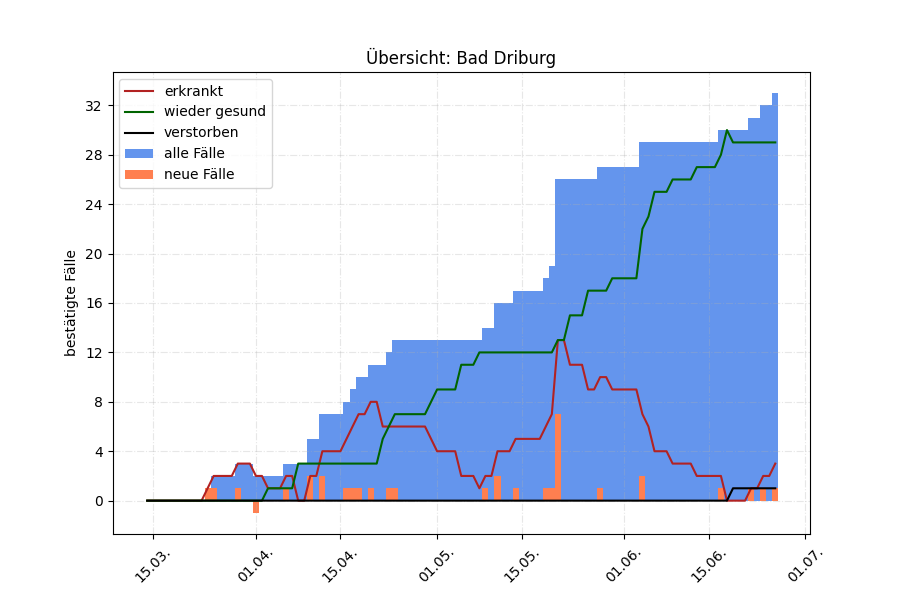 Übersicht: Bad Driburg
erkrankt
wieder gesund
verstorben
alle Fälle
neue Fälle
bestätigte Fälle
32
28
24
20
16
12
8
4
0
15.03.
01.04.
15.04.
01.05.
15.05.
01.06.
15.06.
01.07.